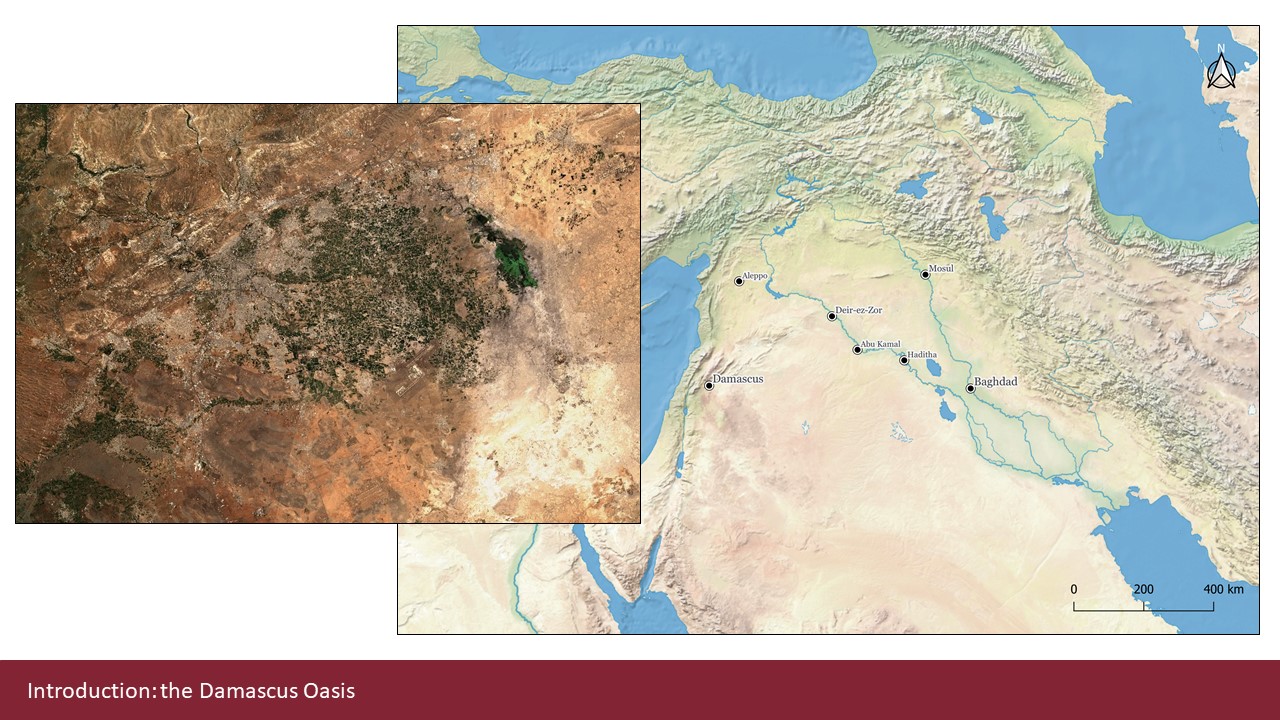 N
Aleppo
Mosul
Deir-ez-Zor
Abu Kamal
Haditha
Damascus
Baghdad
0 200 400 km
Introduction: the Damascus Oasis